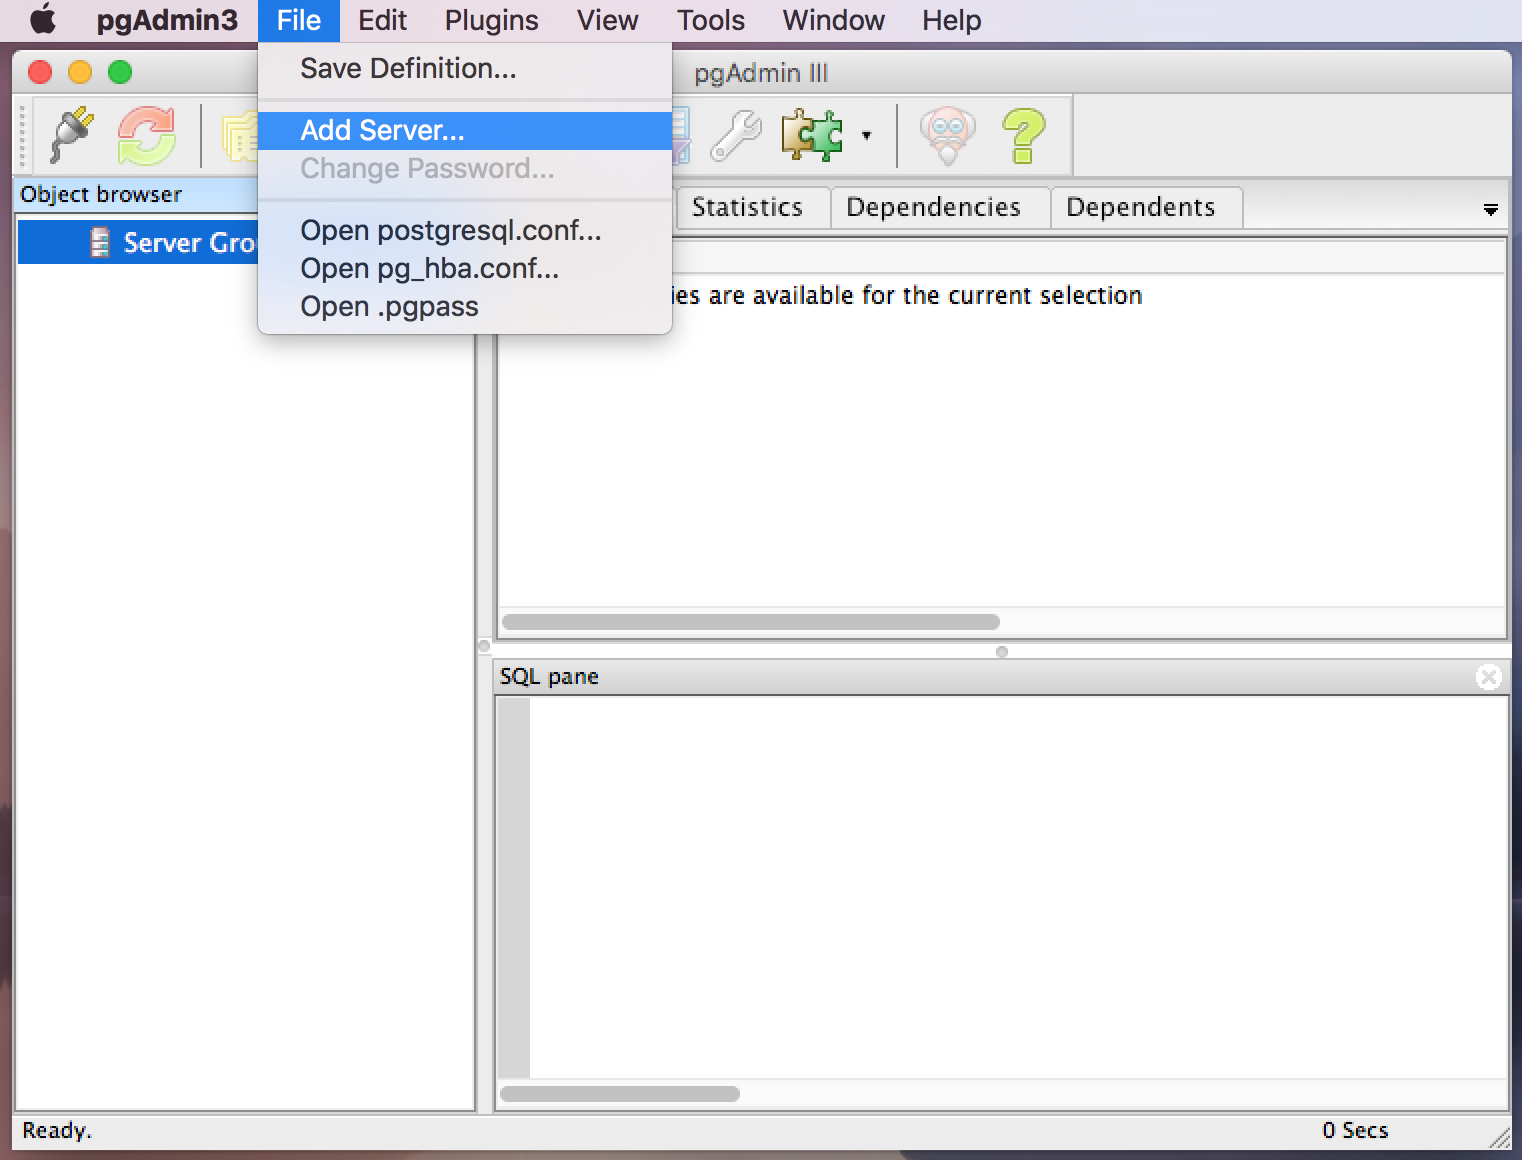 pgAdmin3 File Edit Plugins View Tools Window Help
pgAdmin III
Save Definition...
Add Server...
Change Password...
Open postgresql.conf...
Open pg_hba.conf...
Open .pgpass
Object browser
Server Gro
Statistics Dependencies Dependents
ies are available for the current selection
SQL pane
Ready. 0 Secs